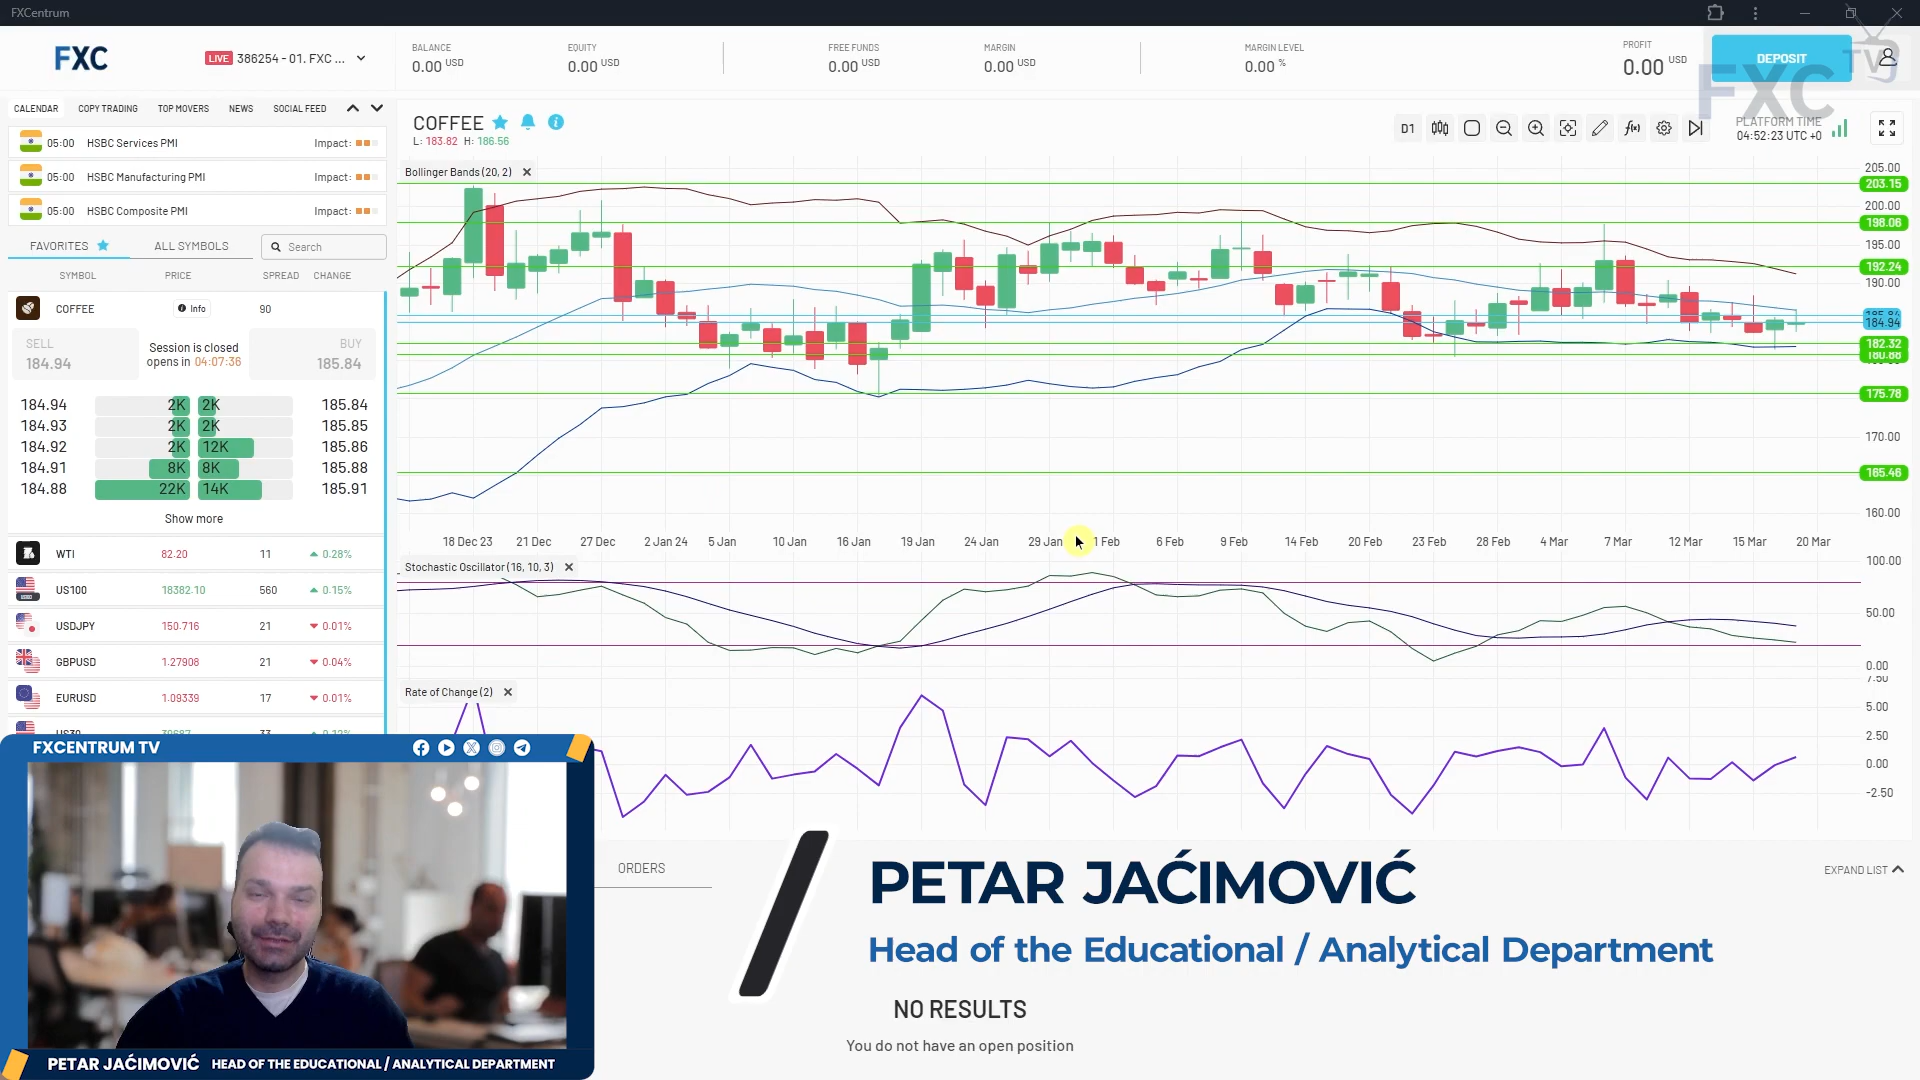 FXCentrum
FXC
LIVE 386254 - 01. FXC ...
BALANCE
0.00 USD
EQUITY
0.00 USD
FREE FUNDS
0.00 USD
MARGIN
0.00 USD
MARGIN LEVEL
0.00 %
PROFIT
0.00 USD
DEPOSIT
FXC TV
CALENDAR COPY TRADING TOP MOVERS NEWS SOCIAL FEED
05:00 HSBC Services PMI Impact:
05:00 HSBC Manufacturing PMI Impact:
05:00 HSBC Composite PMI Impact:
FAVORITES ALL SYMBOLS Search
SYMBOL PRICE SPREAD CHANGE
COFFEE Info 90
SELL
184.94
Session is closed
opens in 04:07:36
BUY
185.84
184.94 2K 2K 185.84
184.93 2K 2K 185.85
184.92 2K 12K 185.86
184.91 8K 8K 185.88
184.88 22K 14K 185.91
Show more
WTI 82.20 11 0.28%
US100 18382.10 560 0.15%
USDJPY 150.716 21 0.01%
GBPUSD 1.27908 21 0.04%
EURUSD 1.09339 17 0.01%
COFFEE
L: 183.82 H: 186.56
D1
f(x)
PLATFORM TIME
04:52:23 UTC +0
Bollinger Bands (20, 2)
205.00
203.15
200.00
198.06
195.00
192.24
190.00
185.84
184.94
182.32
180.88
175.78
170.00
165.46
160.00
18 Dec 23 21 Dec 27 Dec 2 Jan 24 5 Jan 10 Jan 16 Jan 19 Jan 24 Jan 29 Jan 1 Feb 6 Feb 9 Feb 14 Feb 20 Feb 23 Feb 28 Feb 4 Mar 7 Mar 12 Mar 15 Mar 20 Mar
Stochastic Oscillator (16, 10, 3)
100.00
50.00
0.00
Rate of Change (2)
7.50
5.00
2.50
0.00
-2.50
ORDERS
EXPAND LIST
PETAR JAĆIMOVIĆ
Head of the Educational / Analytical Department
NO RESULTS
You do not have an open position
FXCENTRUM TV
PETAR JAĆIMOVIĆ HEAD OF THE EDUCATIONAL / ANALYTICAL DEPARTMENT